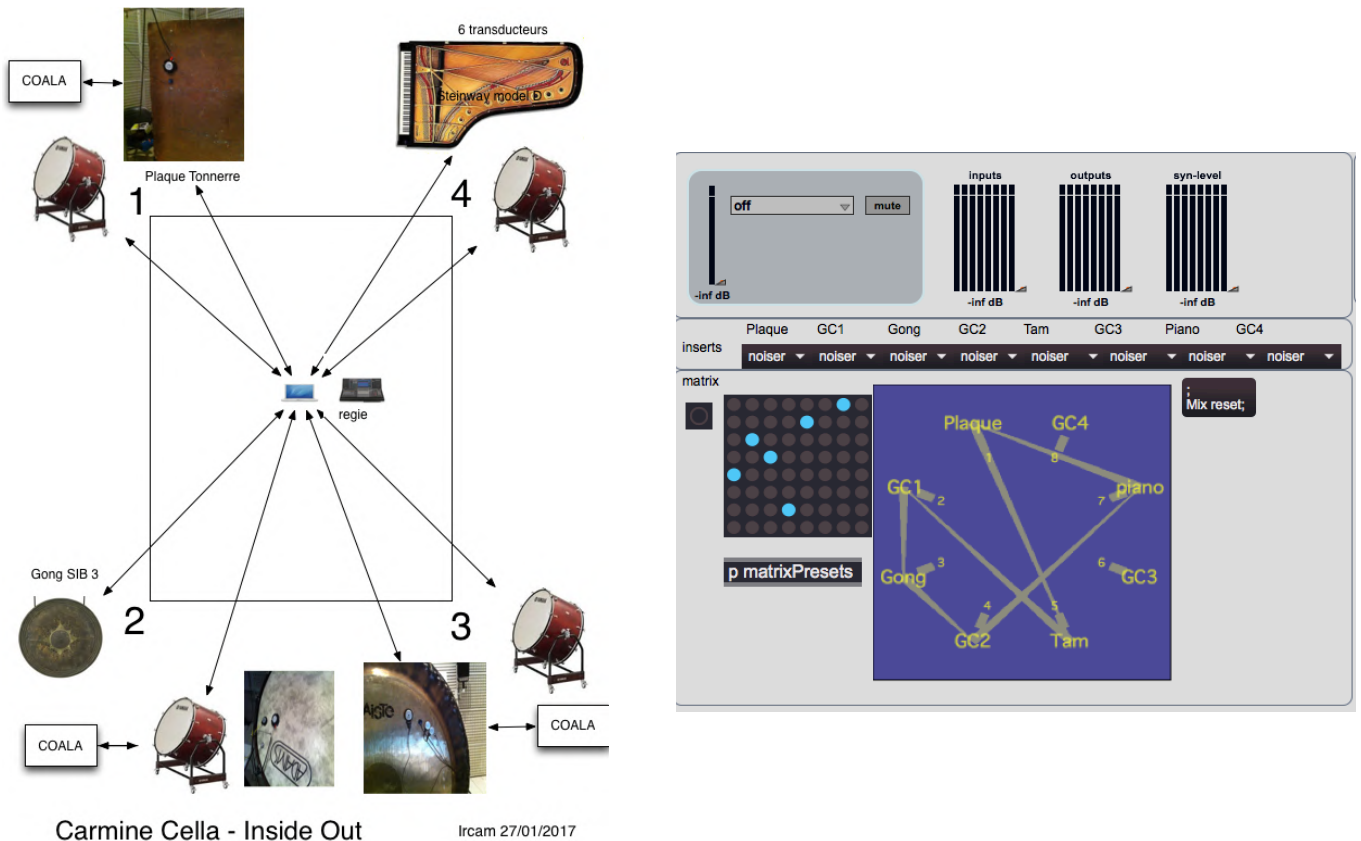 6 transducteurs
COALA
Steinway model D
Plaque Tonnerre
1
4
regie
Gong SIB 3
2
3
COALA
COALA
Carmine Cella - Inside Out
Ircam 27/01/2017
inputs
outputs
syn-level
off
mute
-inf dB
-inf dB
-inf dB
-inf dB
Plaque GC1 Gong GC2 Tam GC3 Piano GC4
inserts
noiser noiser noiser noiser noiser noiser noiser noiser
matrix
;
Mix reset;
p matrixPresets
Plaque
GC4
1
8
GC1
piano
2
7
3
6
Gong
GC3
4
5
GC2
Tam